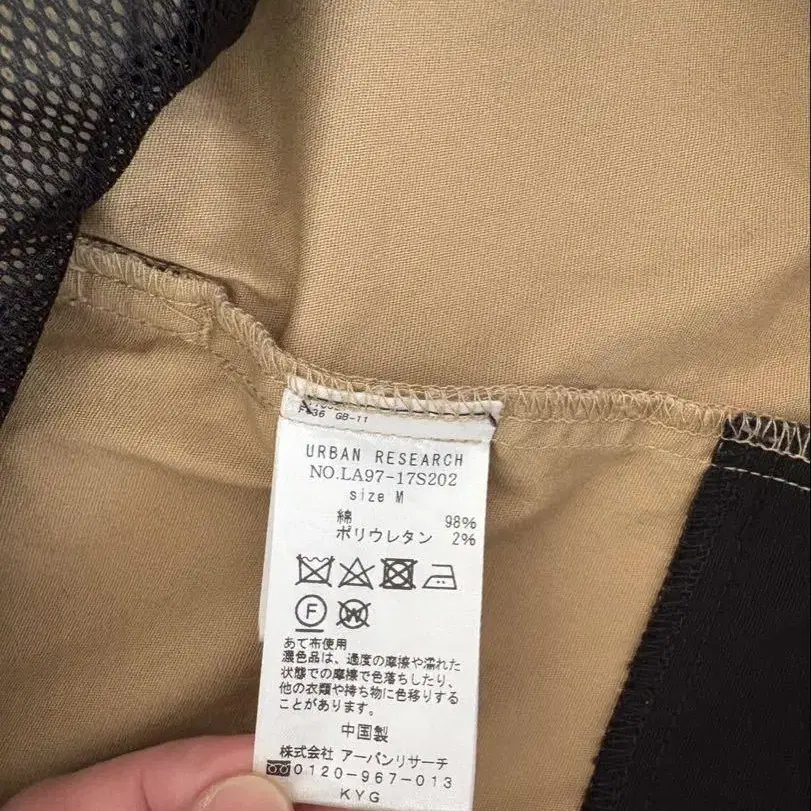 F-36 GB-11
URBAN RESEARCH
NO.LA97-17S202
size M
綿 98%
ポリウレタン 2%
F
W
あて布使用
濃色品は、過度の摩擦や濡れた
状態での摩擦で色落ちしたり、
他の衣類や持ち物に色移りする
ことがあります。
中国製
株式会社 アーバンリサーチ
0120-967-013
KYG